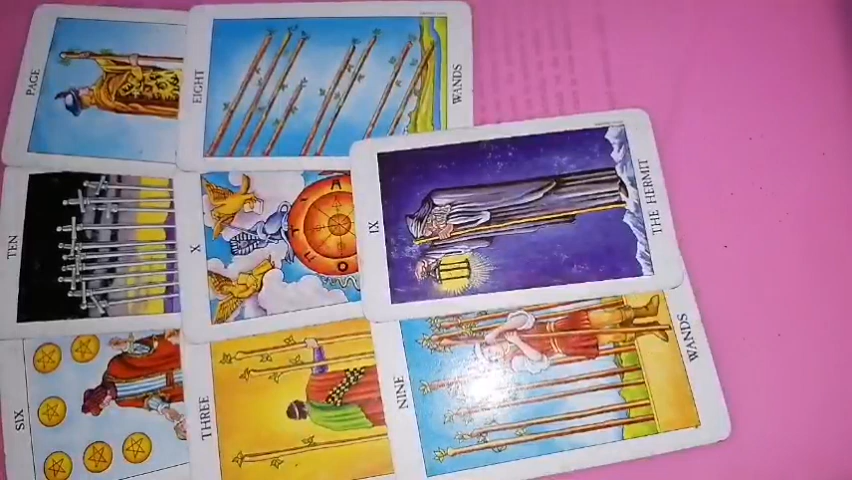 PAGE
EIGHT
WANDS
TEN
X
IX
THE HERMIT
SIX
THREE
NINE
WANDS